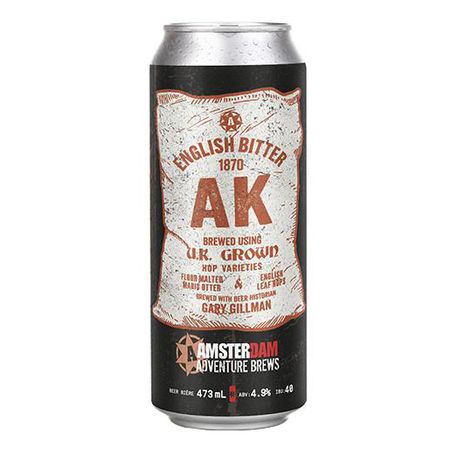 A
ENGLISH BITTER
1870
AK
BREWED USING
U.K. GROWN
HOP VARIETIES
FLOOR MALTED MARIS OTTER & ENGLISH LEAF HOPS
BREWED WITH BEER HISTORIAN
GARY GILLMAN
A AMSTERDAM
ADVENTURE BREWS
BEER BIÈRE 473 mL ABV: 4.9% IBU: 40